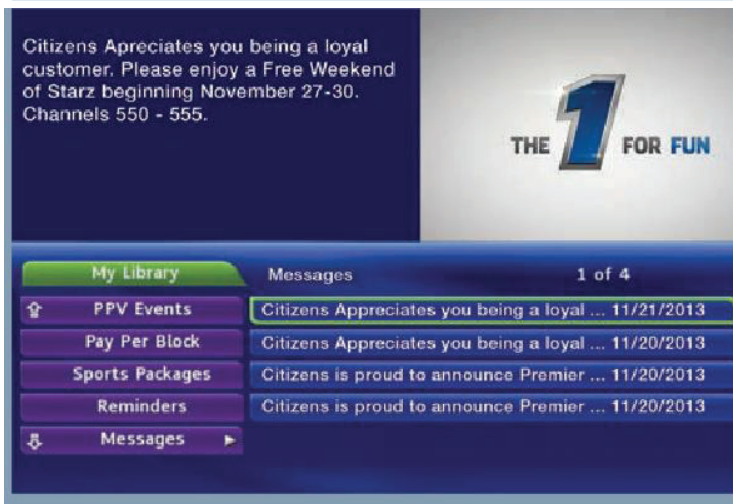 Citizens Apreciates you being a loyal
customer. Please enjoy a Free Weekend
of Starz beginning November 27-30.
Channels 550 - 555.
THE 1 FOR FUN
My Library Messages 1 of 4
PPV Events Citizens Appreciates you being a loyal ... 11/21/2013
Pay Per Block Citizens Appreciates you being a loyal ... 11/20/2013
Sports Packages Citizens is proud to announce Premier ... 11/20/2013
Reminders Citizens is proud to announce Premier ... 11/20/2013
Messages